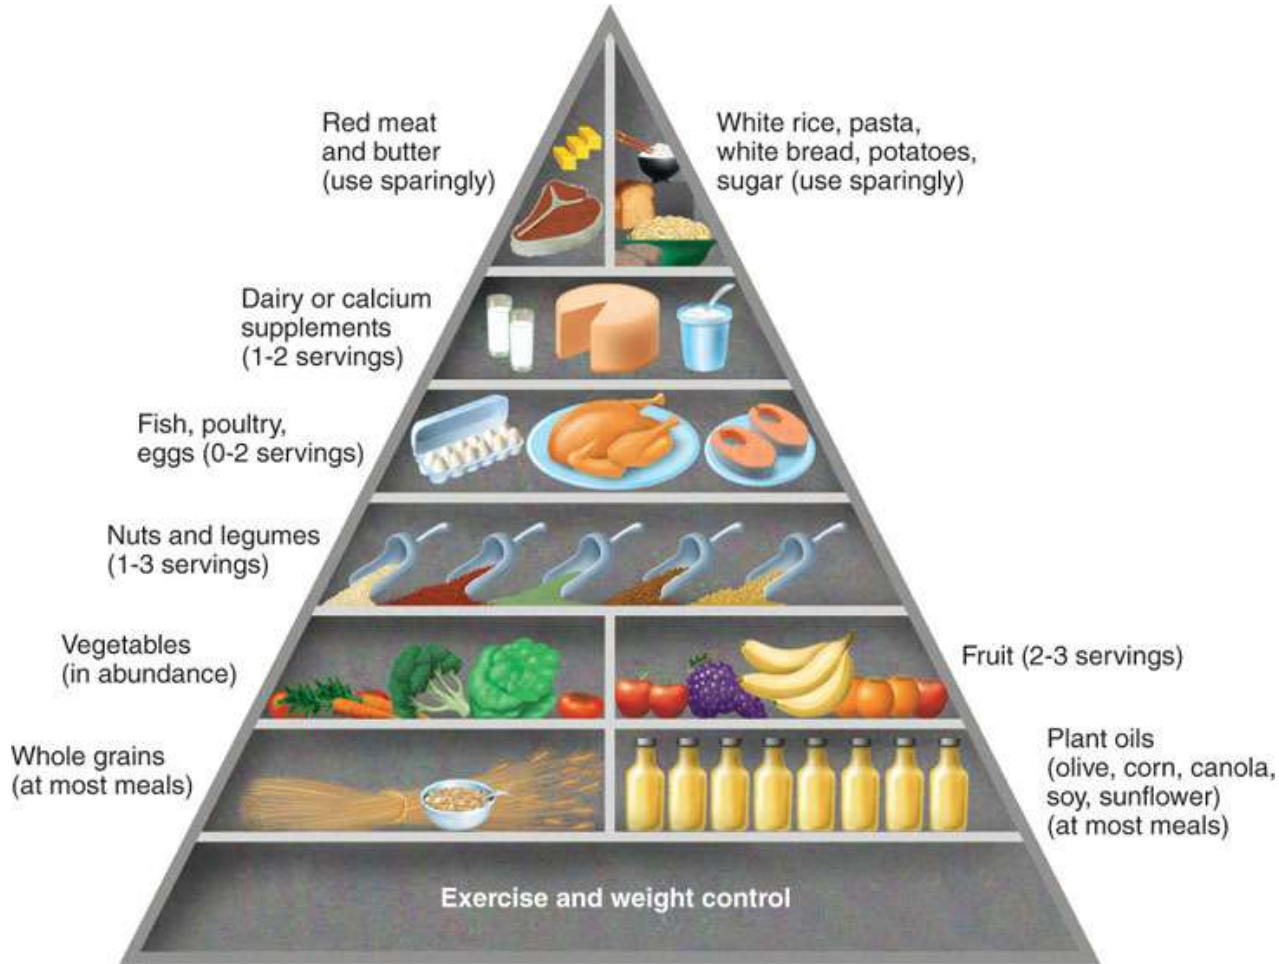 Red meat
and butter
(use sparingly)
White rice, pasta,
white bread, potatoes,
sugar (use sparingly)
Dairy or calcium
supplements
(1-2 servings)
Fish, poultry,
eggs (0-2 servings)
Nuts and legumes
(1-3 servings)
Vegetables
(in abundance)
Fruit (2-3 servings)
Whole grains
(at most meals)
Plant oils
(olive, corn, canola,
soy, sunflower)
(at most meals)
Exercise and weight control